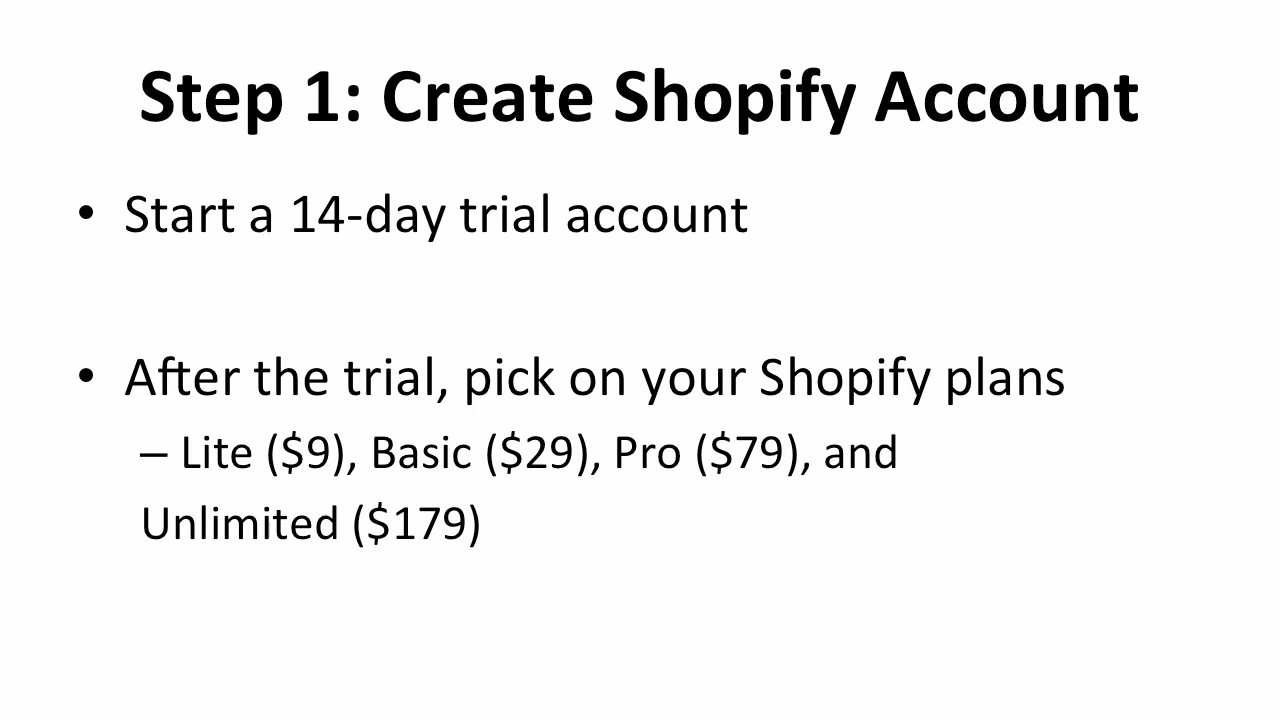 Step 1: Create Shopify Account
• Start a 14-day trial account
• After the trial, pick on your Shopify plans
– Lite ($9), Basic ($29), Pro ($79), and
Unlimited ($179)